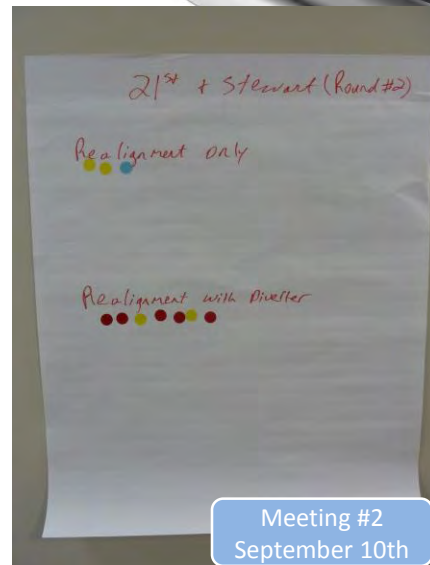 21st + Stewart (Round #2)
Realignment only
Realignment with Diverter
Meeting #2
September 10th